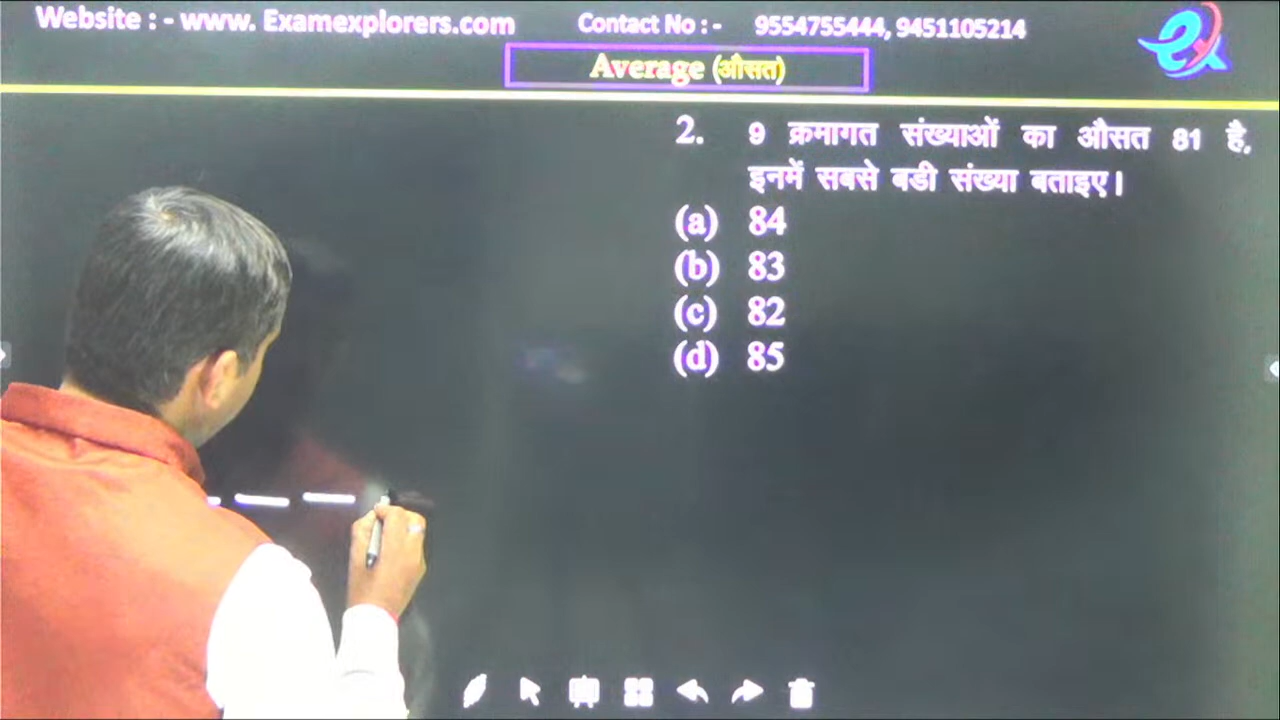 Website : - www. Examexplorers.com Contact No : - 9554755444, 9451105214
ex
Average (औसत)
2. 9 क्रमागत संख्याओं का औसत 81 है,
इनमें सबसे बडी संख्या बताइए।
(a) 84
(b) 83
(c) 82
(d) 85